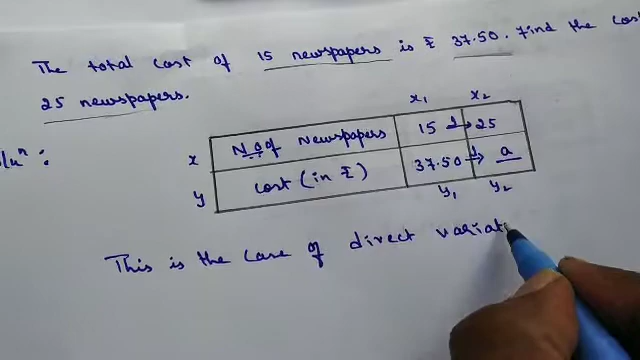 The total cost of 15 newspapers is ₹ 37.50. Find the cos
25 newspapers.
x1 x2
x No. of Newspapers 15 25
y Cost (in ₹) 37.50 a
y1 y2
This is the case of direct variat